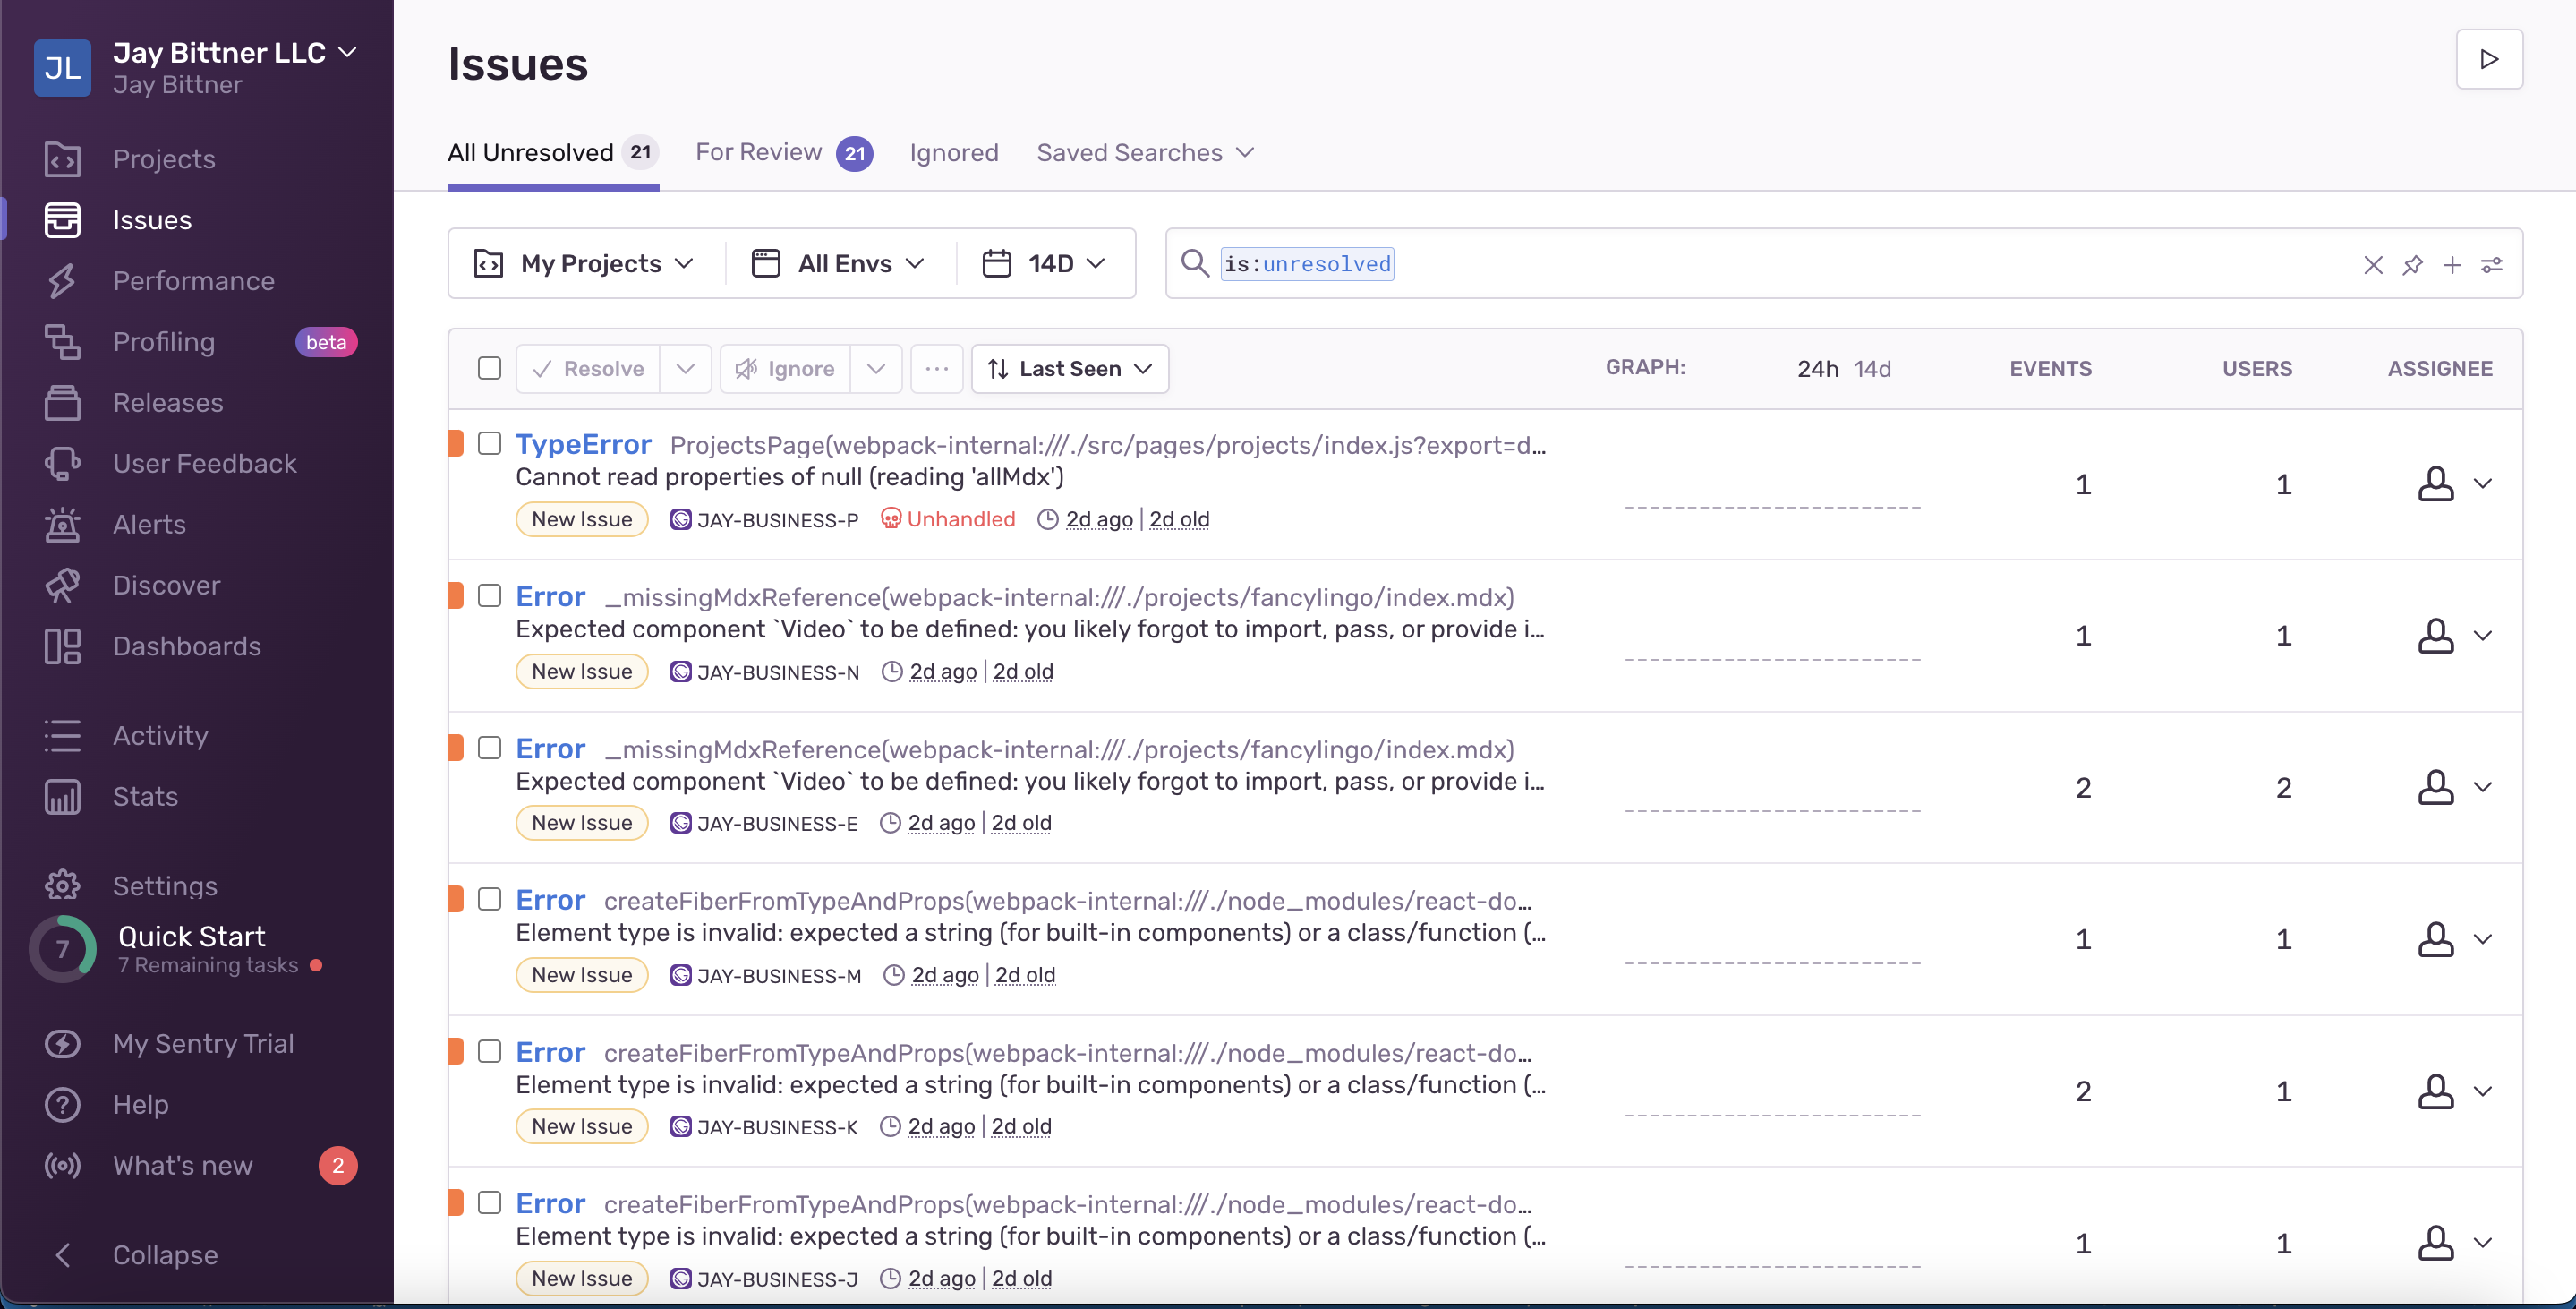 JL
Jay Bittner LLC
Jay Bittner
Projects
Issues
Performance
Profiling beta
Releases
User Feedback
Alerts
Discover
Dashboards
Activity
Stats
Settings
7
Quick Start
7 Remaining tasks
My Sentry Trial
Help
What's new 2
Collapse
Issues
All Unresolved 21 For Review 21 Ignored Saved Searches
My Projects All Envs 14D is:unresolved
Resolve Ignore ... Last Seen GRAPH: 24h 14d EVENTS USERS ASSIGNEE
TypeError ProjectsPage(webpack-internal:///./src/pages/projects/index.js?export=d...
Cannot read properties of null (reading 'allMdx')
1 1
New Issue JAY-BUSINESS-P Unhandled 2d ago | 2d old
Error _missingMdxReference(webpack-internal:///./projects/fancylingo/index.mdx)
Expected component `Video` to be defined: you likely forgot to import, pass, or provide i...
1 1
New Issue JAY-BUSINESS-N 2d ago | 2d old
Error _missingMdxReference(webpack-internal:///./projects/fancylingo/index.mdx)
Expected component `Video` to be defined: you likely forgot to import, pass, or provide i...
2 2
New Issue JAY-BUSINESS-E 2d ago | 2d old
Error createFiberFromTypeAndProps(webpack-internal:///./node_modules/react-do...
Element type is invalid: expected a string (for built-in components) or a class/function (...
1 1
New Issue JAY-BUSINESS-M 2d ago | 2d old
Error createFiberFromTypeAndProps(webpack-internal:///./node_modules/react-do...
Element type is invalid: expected a string (for built-in components) or a class/function (...
2 1
New Issue JAY-BUSINESS-K 2d ago | 2d old
Error createFiberFromTypeAndProps(webpack-internal:///./node_modules/react-do...
Element type is invalid: expected a string (for built-in components) or a class/function (...
1 1
New Issue JAY-BUSINESS-J 2d ago | 2d old